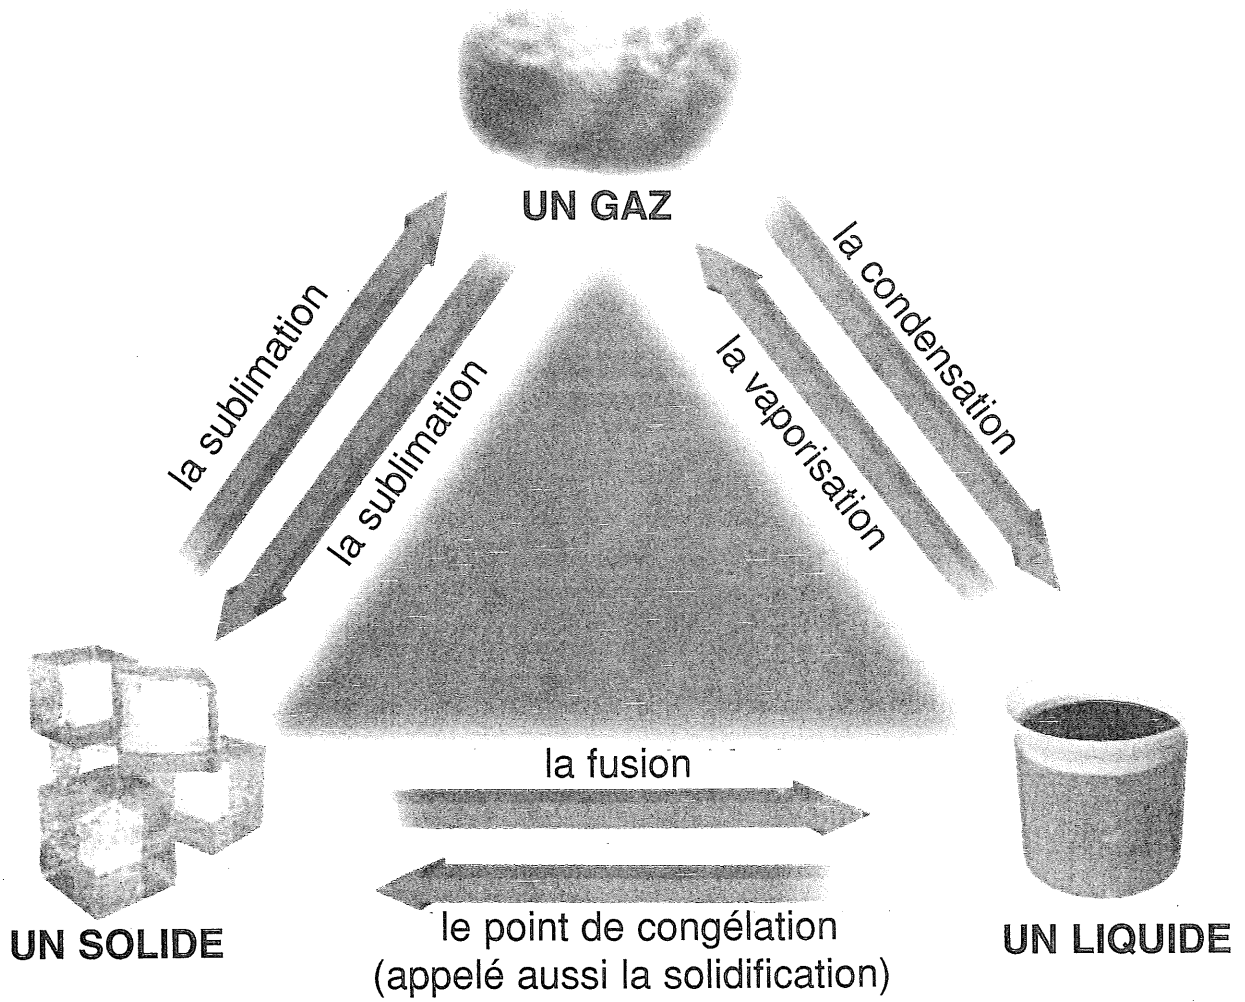 UN GAZ
la sublimation
la sublimation
la condensation
la vaporisation
la fusion
le point de congélation
(appelé aussi la solidification)
UN SOLIDE
UN LIQUIDE